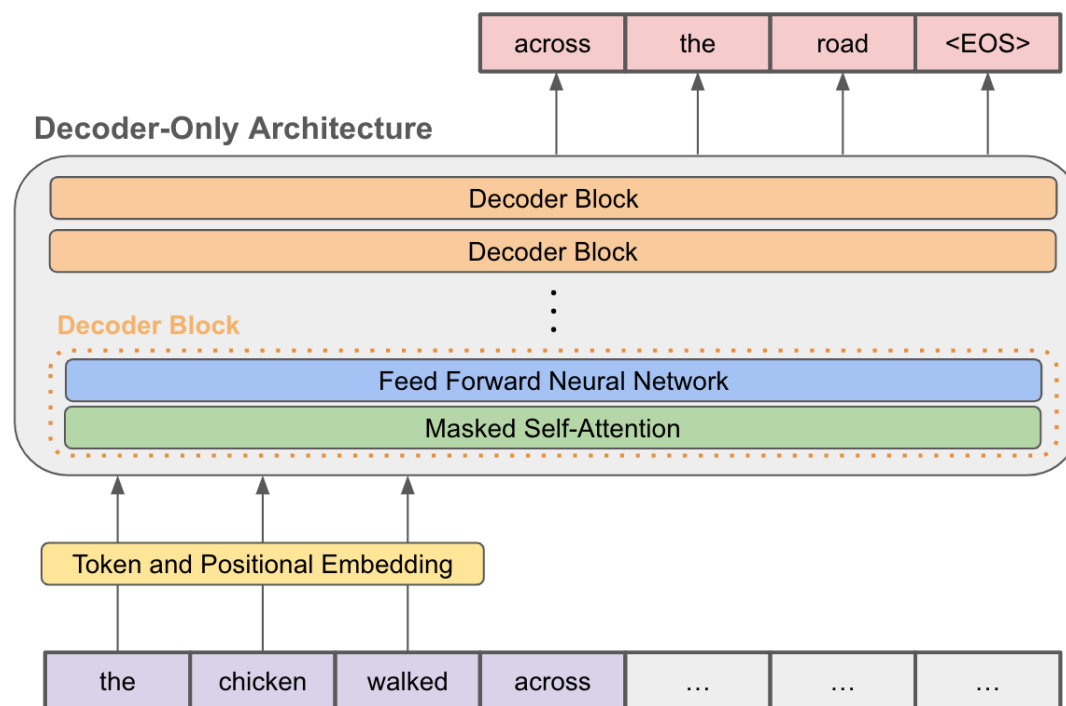 across the road <EOS>
Decoder-Only Architecture
Decoder Block
Decoder Block
Decoder Block
Feed Forward Neural Network
Masked Self-Attention
Token and Positional Embedding
the chicken walked across … … …